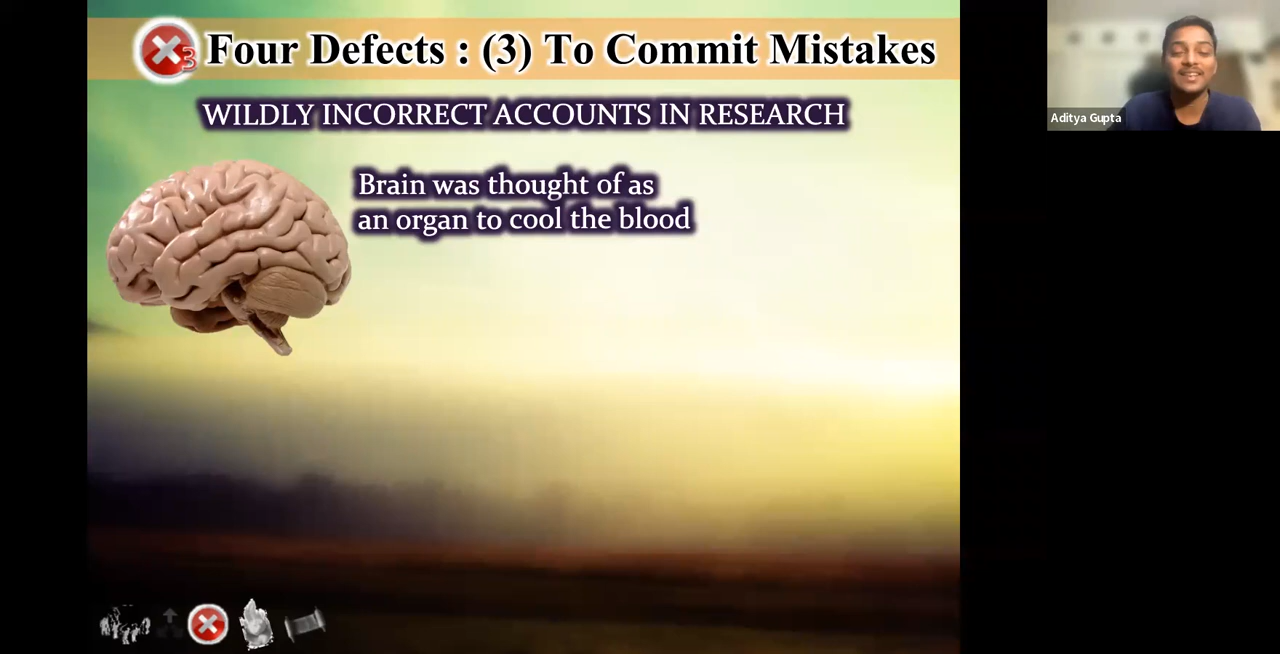 3 Four Defects : (3) To Commit Mistakes
WILDLY INCORRECT ACCOUNTS IN RESEARCH
Brain was thought of as
an organ to cool the blood
Aditya Gupta